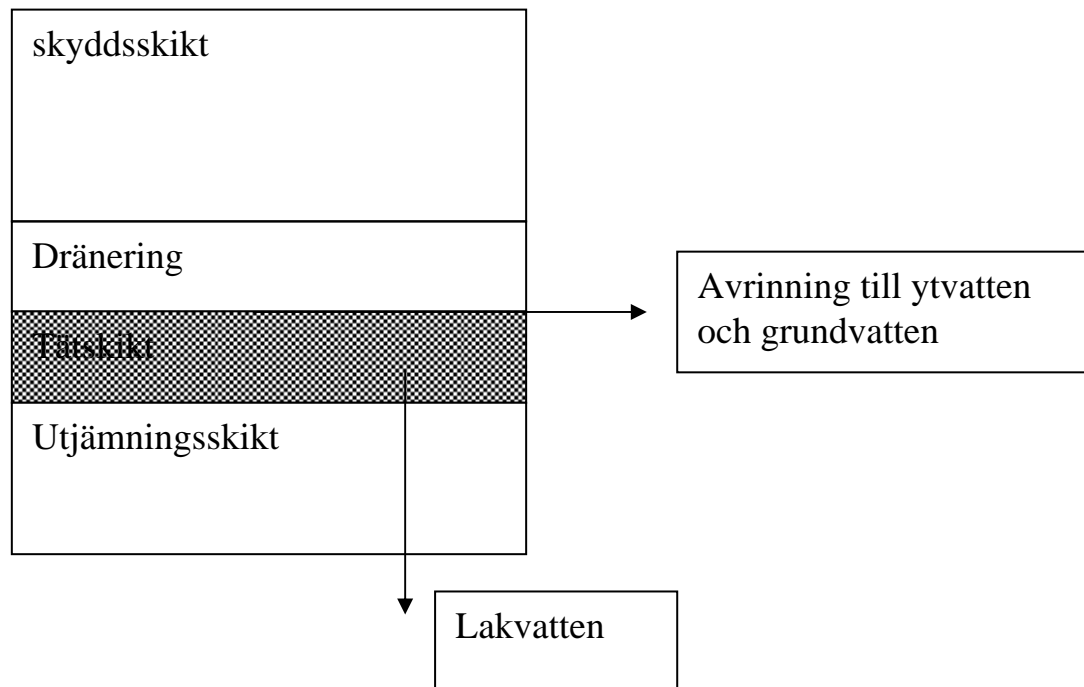 skyddsskikt
Dränering
Avrinning till ytvatten
och grundvatten
Tätskikt
Utjämningsskikt
Lakvatten